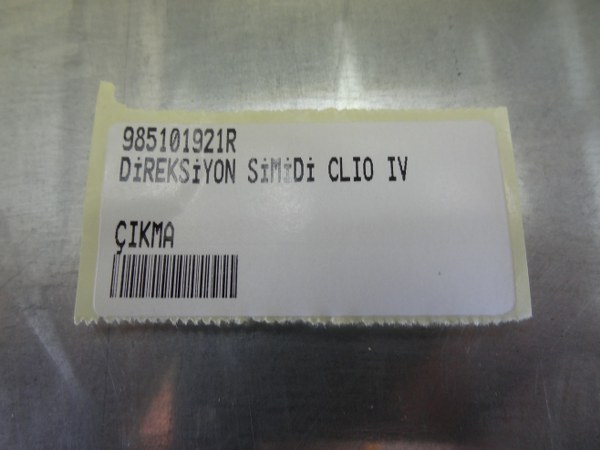 985101921R
DİREKSİYON SİMİDİ CLIO IV
ÇIKMA